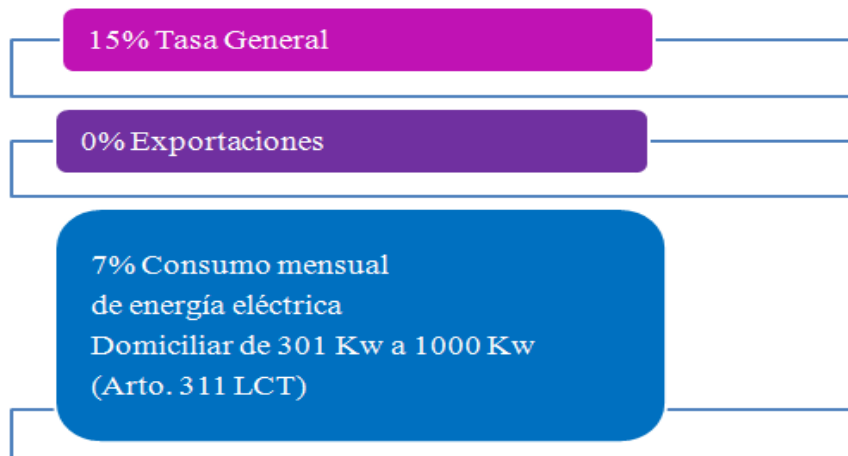 15% Tasa General
0% Exportaciones
7% Consumo mensual
de energía eléctrica
Domiciliar de 301 Kw a 1000 Kw
(Arto. 311 LCT)